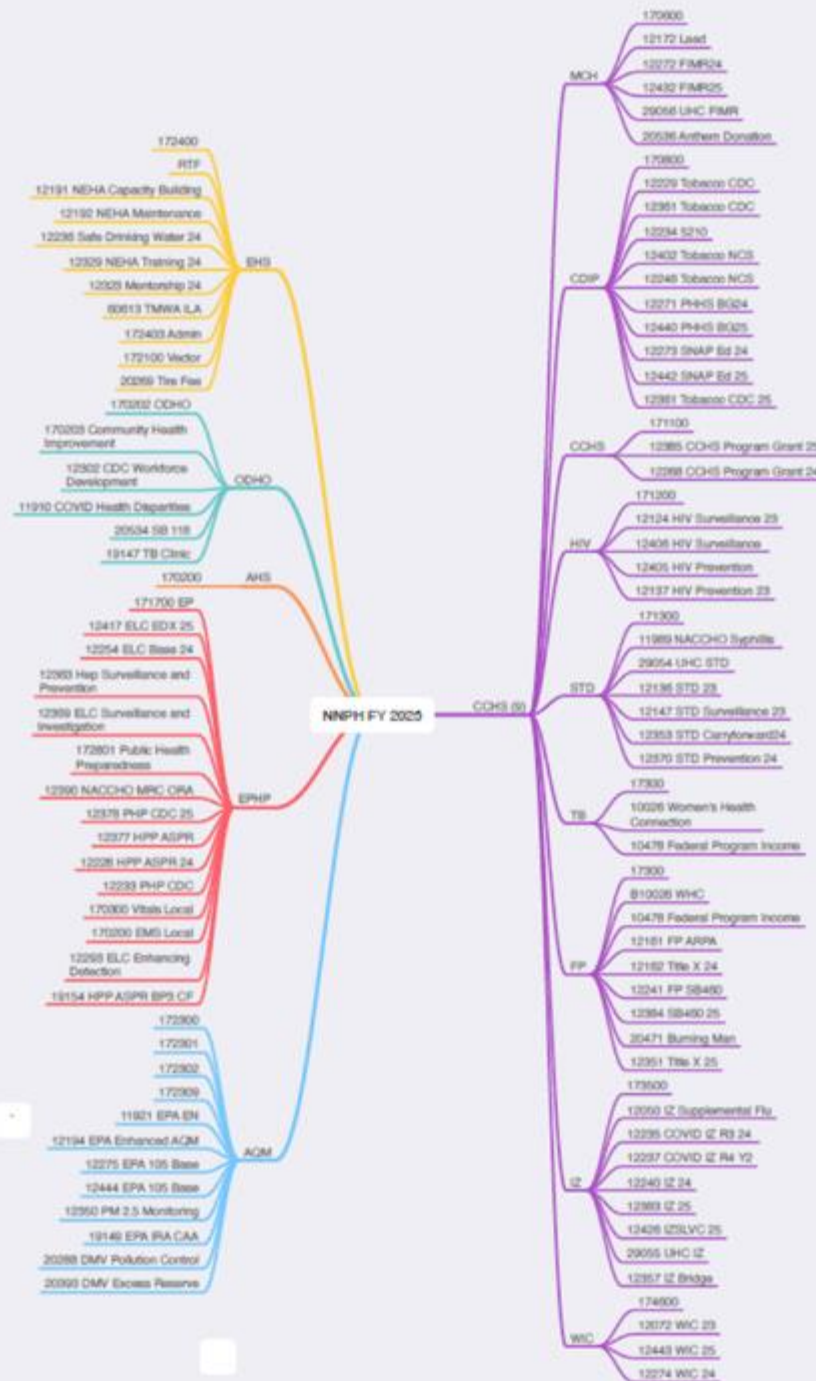 172400
RTF
12191 NEHA Capacity Building
12192 NEHA Maintenance
12236 Safe Drinking Water 24
12329 NEHA Training 24
12323 Mentorship 24
60613 TMWA ILA
172403 Admin
172100 Vector
20269 Tire Fee
EHS
170202 ODHO
170203 Community Health
Improvement
12302 CDC Workforce
Development
11910 COVID Health Disparities
20534 SB 118
19147 TB Clinic
ODHO
170200
AHS
171700 EP
12417 ELC EDX 25
12254 ELC Base 24
12363 Hep Surveillance and
Prevention
12369 ELC Surveillance and
Investigation
172801 Public Health
Preparedness
12390 NACCHO MRC ORA
12378 PHP CDC 25
12377 HPP ASPR
12228 HPP ASPR 24
12233 PHP CDC
170300 Vitals Local
170200 EMS Local
12293 ELC Enhancing
Detection
19154 HPP ASPR BP3 CF
EPHP
172300
172301
172302
172309
11921 EPA EN
12194 EPA Enhanced AQM
12275 EPA 105 Base
12444 EPA 105 Base
12350 PM 2.5 Monitoring
19149 EPA IRA CAA
20288 DMV Pollution Control
20393 DMV Excess Reserve
AQM
NNPH FY 2025
CCHS (9)
MCH
170600
12172 Lead
12272 FIMR24
12432 FIMR25
29056 UHC FIMR
20536 Anthem Donation
CDIP
170800
12229 Tobacco CDC
12361 Tobacco CDC
12234 5210
12402 Tobacco NCS
12246 Tobacco NCS
12271 PHHS BG24
12440 PHHS BG25
12273 SNAP Ed 24
12442 SNAP Ed 25
12361 Tobacco CDC 25
CCHS
171100
12385 CCHS Program Grant 25
12268 CCHS Program Grant 24
HIV
171200
12124 HIV Surveillance 23
12406 HIV Surveillance
12405 HIV Prevention
12137 HIV Prevention 23
STD
171300
11989 NACCHO Syphilis
29054 UHC STD
12136 STD 23
12147 STD Surveillance 23
12353 STD Carryforward24
12370 STD Prevention 24
TB
17300
10026 Women's Health
Connection
10478 Federal Program Income
FP
17300
B10026 WHC
10478 Federal Program Income
12161 FP ARPA
12162 Title X 24
12241 FP SB460
12384 SB460 25
20471 Burning Man
12351 Title X 25
IZ
173500
12050 IZ Supplemental Flu
12235 COVID IZ R3 24
12237 COVID IZ R4 Y2
12240 IZ 24
12383 IZ 25
12426 IZSLVC 25
29055 UHC IZ
12357 IZ Bridge
WIC
174600
12072 WIC 23
12443 WIC 25
12274 WIC 24